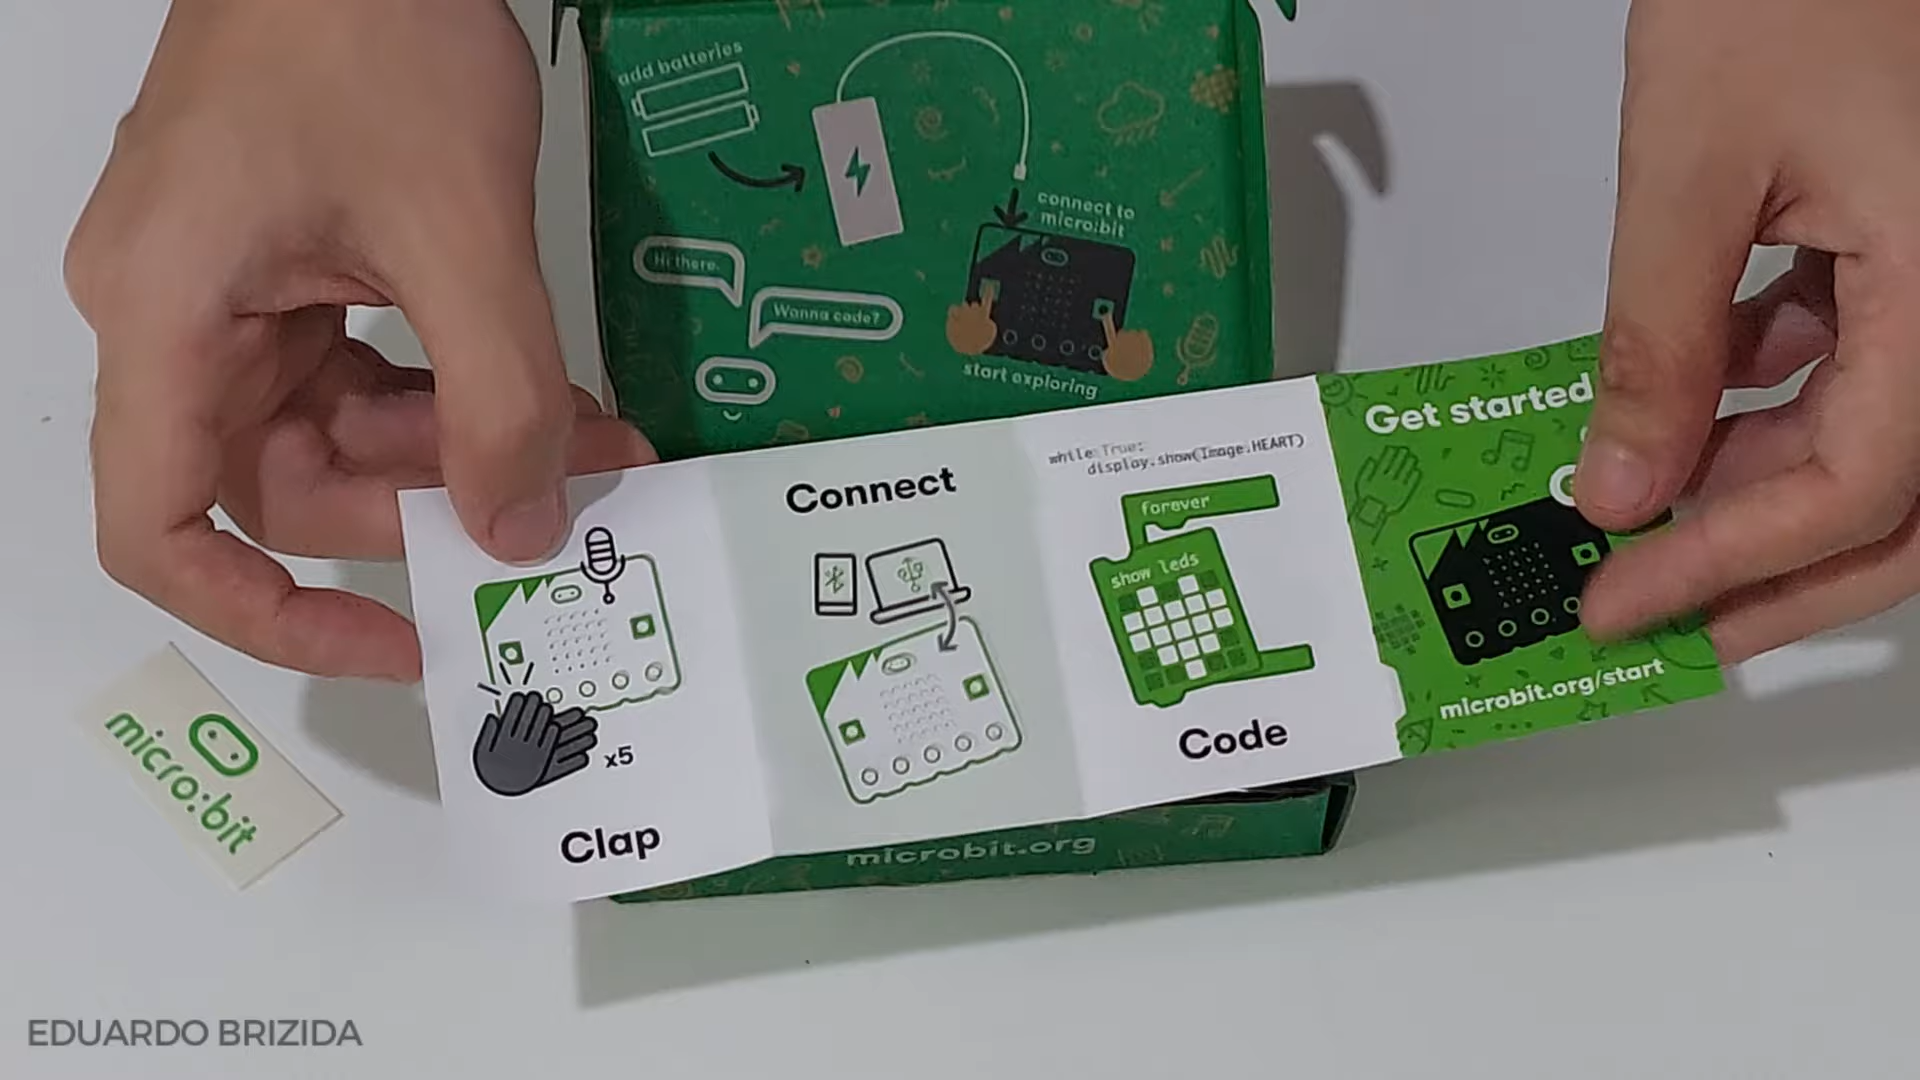 add batteries
connect to
micro:bit
Hi there.
Wanna code?
start exploring
Get started
while True:
display.show(Image.HEART)
Connect
forever
show leds
x5
Clap
Code
microbit.org/start
micro:bit
microbit.org
EDUARDO BRIZIDA